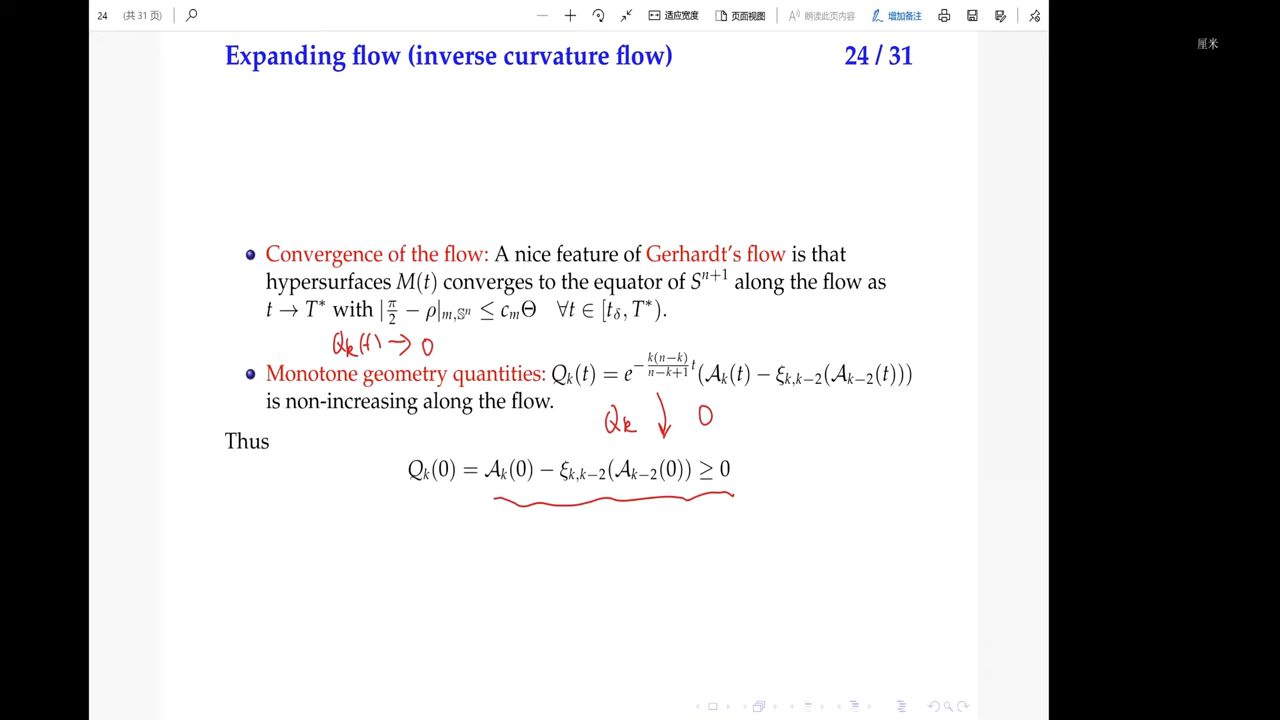 24 (共 31 页) 适应宽度 页面视图 朗读此页内容 增加备注
厘米
Expanding flow (inverse curvature flow) 24 / 31
Convergence of the flow: A nice feature of Gerhardt's flow is that
hypersurfaces M(t) converges to the equator of S^{n+1} along the flow as
t → T* with |π/2 − ρ|_{m,𝕊ⁿ} ≤ c_mΘ ∀t ∈ [t_δ, T*).
Q_k(t) → 0
Monotone geometry quantities: Q_k(t) = e^{−\frac{k(n−k)}{n−k+1}t}(𝒜_k(t) − ξ_{k,k−2}(𝒜_{k−2}(t)))
is non-increasing along the flow.
Q_k ↓ 0
Thus
Q_k(0) = 𝒜_k(0) − ξ_{k,k−2}(𝒜_{k−2}(0)) ≥ 0